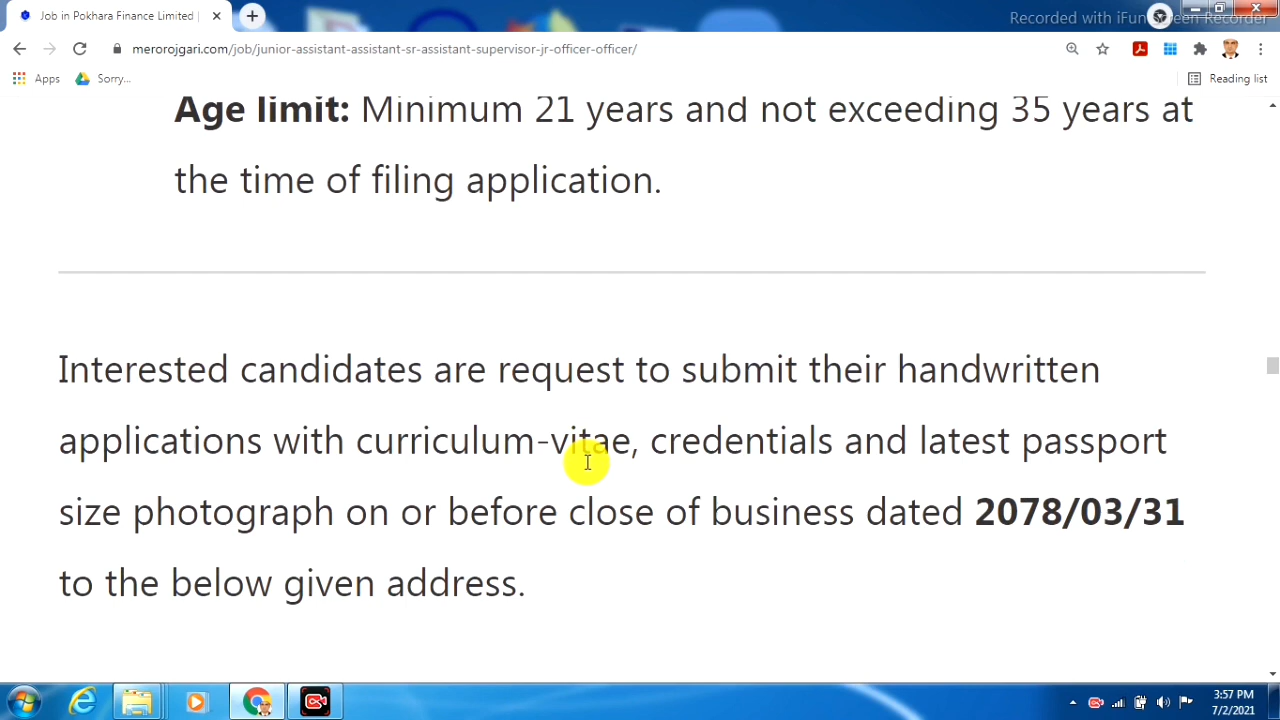 Job in Pokhara Finance Limited |
Recorded with iFun Screen Recorder
merorojgari.com/job/junior-assistant-assistant-sr-assistant-supervisor-jr-officer-officer/
Apps
Sorry...
Reading list
Age limit: Minimum 21 years and not exceeding 35 years at
the time of filing application.
Interested candidates are request to submit their handwritten
applications with curriculum-vitae, credentials and latest passport
size photograph on or before close of business dated 2078/03/31
to the below given address.
3:57 PM
7/2/2021